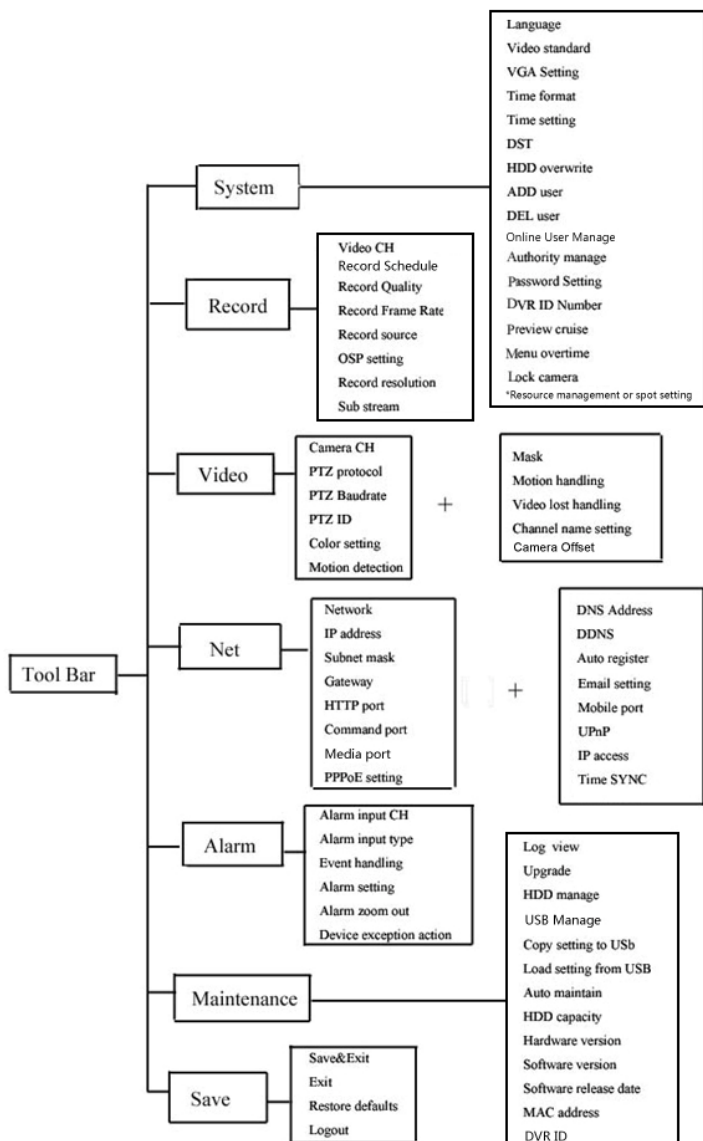 Tool Bar
System
Language
Video standard
VGA Setting
Time format
Time setting
DST
HDD overwrite
ADD user
DEL user
Online User Manage
Authority manage
Password Setting
DVR ID Number
Preview cruise
Menu overtime
Lock camera
*Resource management or spot setting
Record
Video CH
Record Schedule
Record Quality
Record Frame Rate
Record source
OSP setting
Record resolution
Sub stream
Video
Camera CH
PTZ protocol
PTZ Baudrate
PTZ ID
Color setting
Motion detection
+
Mask
Motion handling
Video lost handling
Channel name setting
Camera Offset
Net
Network
IP address
Subnet mask
Gateway
HTTP port
Command port
Media port
PPPoE setting
+
DNS Address
DDNS
Auto register
Email setting
Mobile port
UPnP
IP access
Time SYNC
Alarm
Alarm input CH
Alarm input type
Event handling
Alarm setting
Alarm zoom out
Device exception action
Maintenance
Log view
Upgrade
HDD manage
USB Manage
Copy setting to USb
Load setting from USB
Auto maintain
HDD capacity
Hardware version
Software version
Software release date
MAC address
DVR ID
Save
Save&Exit
Exit
Restore defaults
Logout